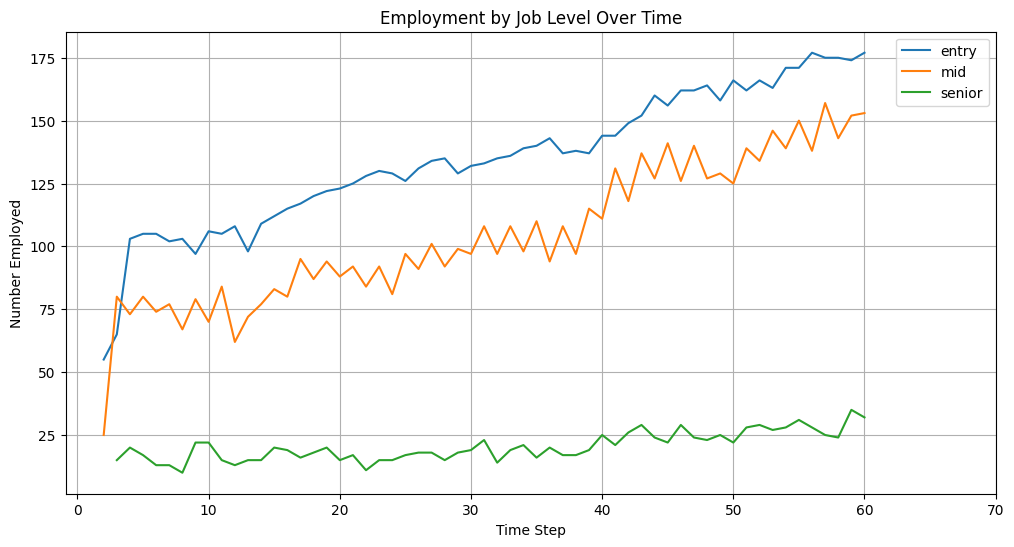 Employment by Job Level Over Time
entry
mid
senior
Number Employed
175
150
125
100
75
50
25
0 10 20 30 40 50 60 70
Time Step